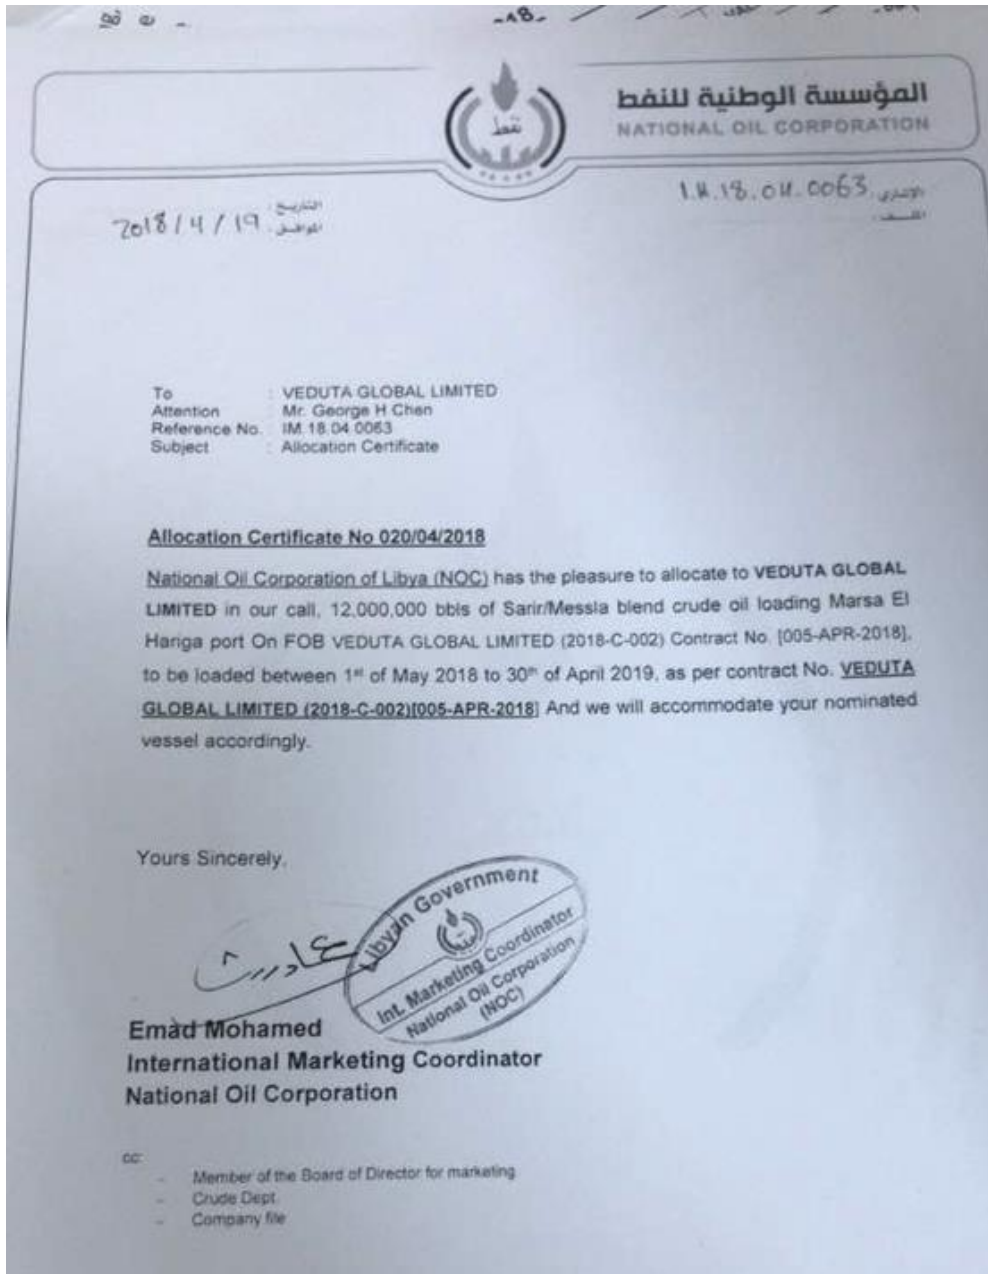 -18-
المؤسسة الوطنية للنفط
NATIONAL OIL CORPORATION
نفط
الإشاري: 1.M.18.04.0063
الملف:
التاريخ:
الموافق: 2018/4/19
To : VEDUTA GLOBAL LIMITED
Attention : Mr. George H Chen
Reference No. : IM.18.04.0063
Subject : Allocation Certificate
Allocation Certificate No 020/04/2018
National Oil Corporation of Libya (NOC) has the pleasure to allocate to VEDUTA GLOBAL
LIMITED in our call, 12,000,000 bbls of Sarir/Messla blend crude oil loading Marsa El
Hariga port On FOB VEDUTA GLOBAL LIMITED (2018-C-002) Contract No. [005-APR-2018],
to be loaded between 1st of May 2018 to 30th of April 2019, as per contract No. VEDUTA
GLOBAL LIMITED (2018-C-002)[005-APR-2018] And we will accommodate your nominated
vessel accordingly.
Yours Sincerely,
Libyan Government
Int. Marketing Coordinator
National Oil Corporation
(NOC)
Emad Mohamed
International Marketing Coordinator
National Oil Corporation
cc:
- Member of the Board of Director for marketing
- Crude Dept.
- Company file